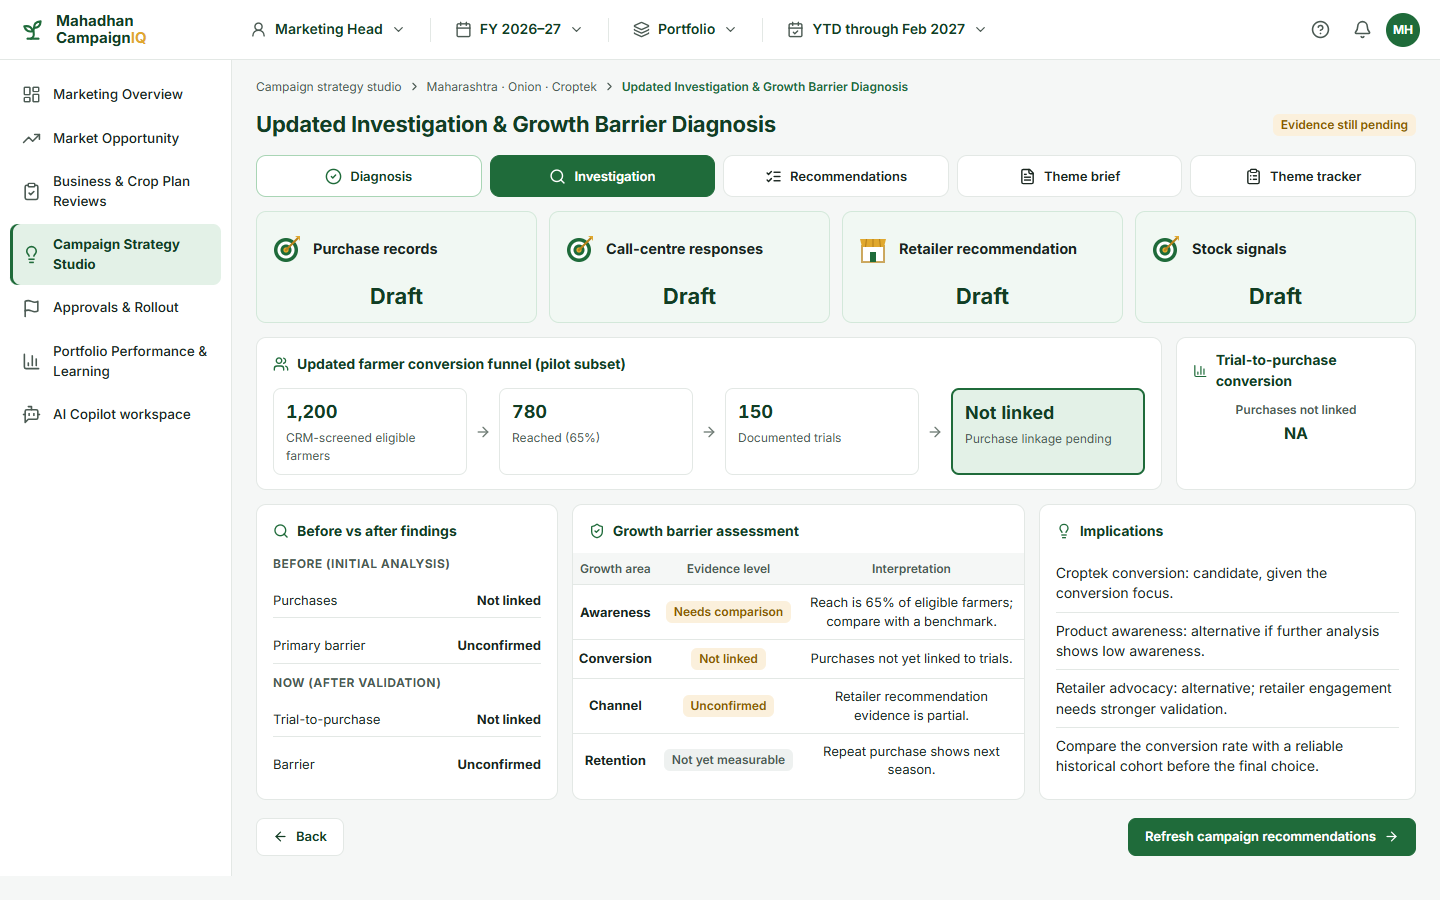 Mahadhan
CampaignIQ
Marketing Head
FY 2026–27
Portfolio
YTD through Feb 2027
MH
Marketing Overview
Market Opportunity
Business & Crop Plan
Reviews
Campaign Strategy
Studio
Approvals & Rollout
Portfolio Performance &
Learning
AI Copilot workspace
Campaign strategy studio
Maharashtra · Onion · Croptek
Updated Investigation & Growth Barrier Diagnosis
Updated Investigation & Growth Barrier Diagnosis
Evidence still pending
Diagnosis
Investigation
Recommendations
Theme brief
Theme tracker
Purchase records
Draft
Call-centre responses
Draft
Retailer recommendation
Draft
Stock signals
Draft
Updated farmer conversion funnel (pilot subset)
1,200
CRM-screened eligible
farmers
780
Reached (65%)
150
Documented trials
Not linked
Purchase linkage pending
Trial-to-purchase
conversion
Purchases not linked
NA
Before vs after findings
BEFORE (INITIAL ANALYSIS)
Purchases Not linked
Primary barrier Unconfirmed
NOW (AFTER VALIDATION)
Trial-to-purchase Not linked
Barrier Unconfirmed
Growth barrier assessment
Growth area Evidence level Interpretation
Awareness Needs comparison Reach is 65% of eligible farmers;
compare with a benchmark.
Conversion Not linked Purchases not yet linked to trials.
Channel Unconfirmed Retailer recommendation
evidence is partial.
Retention Not yet measurable Repeat purchase shows next
season.
Implications
Croptek conversion: candidate, given the
conversion focus.
Product awareness: alternative if further analysis
shows low awareness.
Retailer advocacy: alternative; retailer engagement
needs stronger validation.
Compare the conversion rate with a reliable
historical cohort before the final choice.
Back
Refresh campaign recommendations